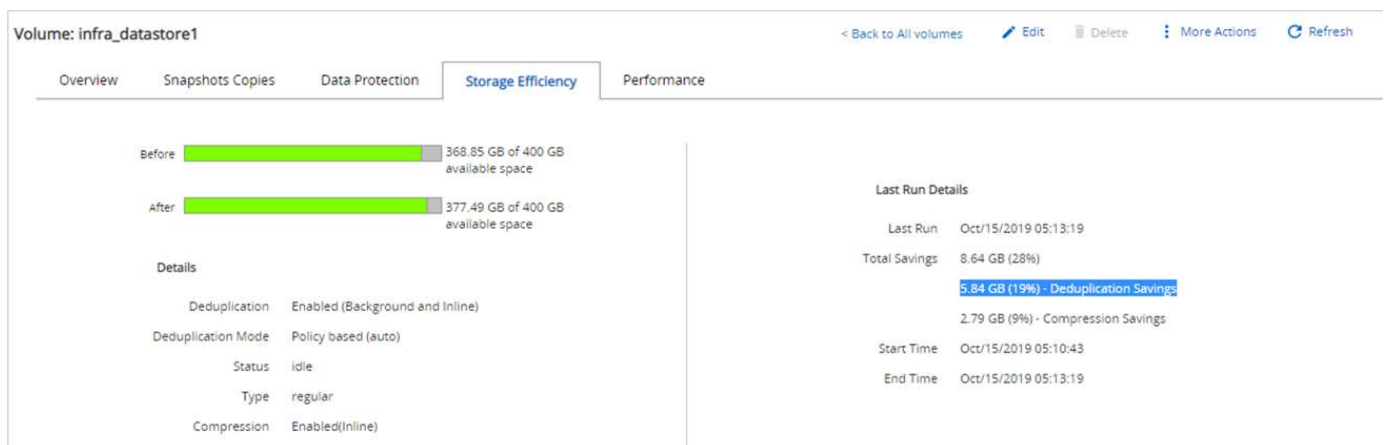 Volume: infra_datastore1
< Back to All volumes Edit Delete More Actions Refresh
Overview Snapshots Copies Data Protection Storage Efficiency Performance
Before 368.85 GB of 400 GB
available space
After 377.49 GB of 400 GB
available space
Details
Deduplication Enabled (Background and Inline)
Deduplication Mode Policy based (auto)
Status idle
Type regular
Compression Enabled(Inline)
Last Run Details
Last Run Oct/15/2019 05:13:19
Total Savings 8.64 GB (28%)
5.84 GB (19%) - Deduplication Savings
2.79 GB (9%) - Compression Savings
Start Time Oct/15/2019 05:10:43
End Time Oct/15/2019 05:13:19